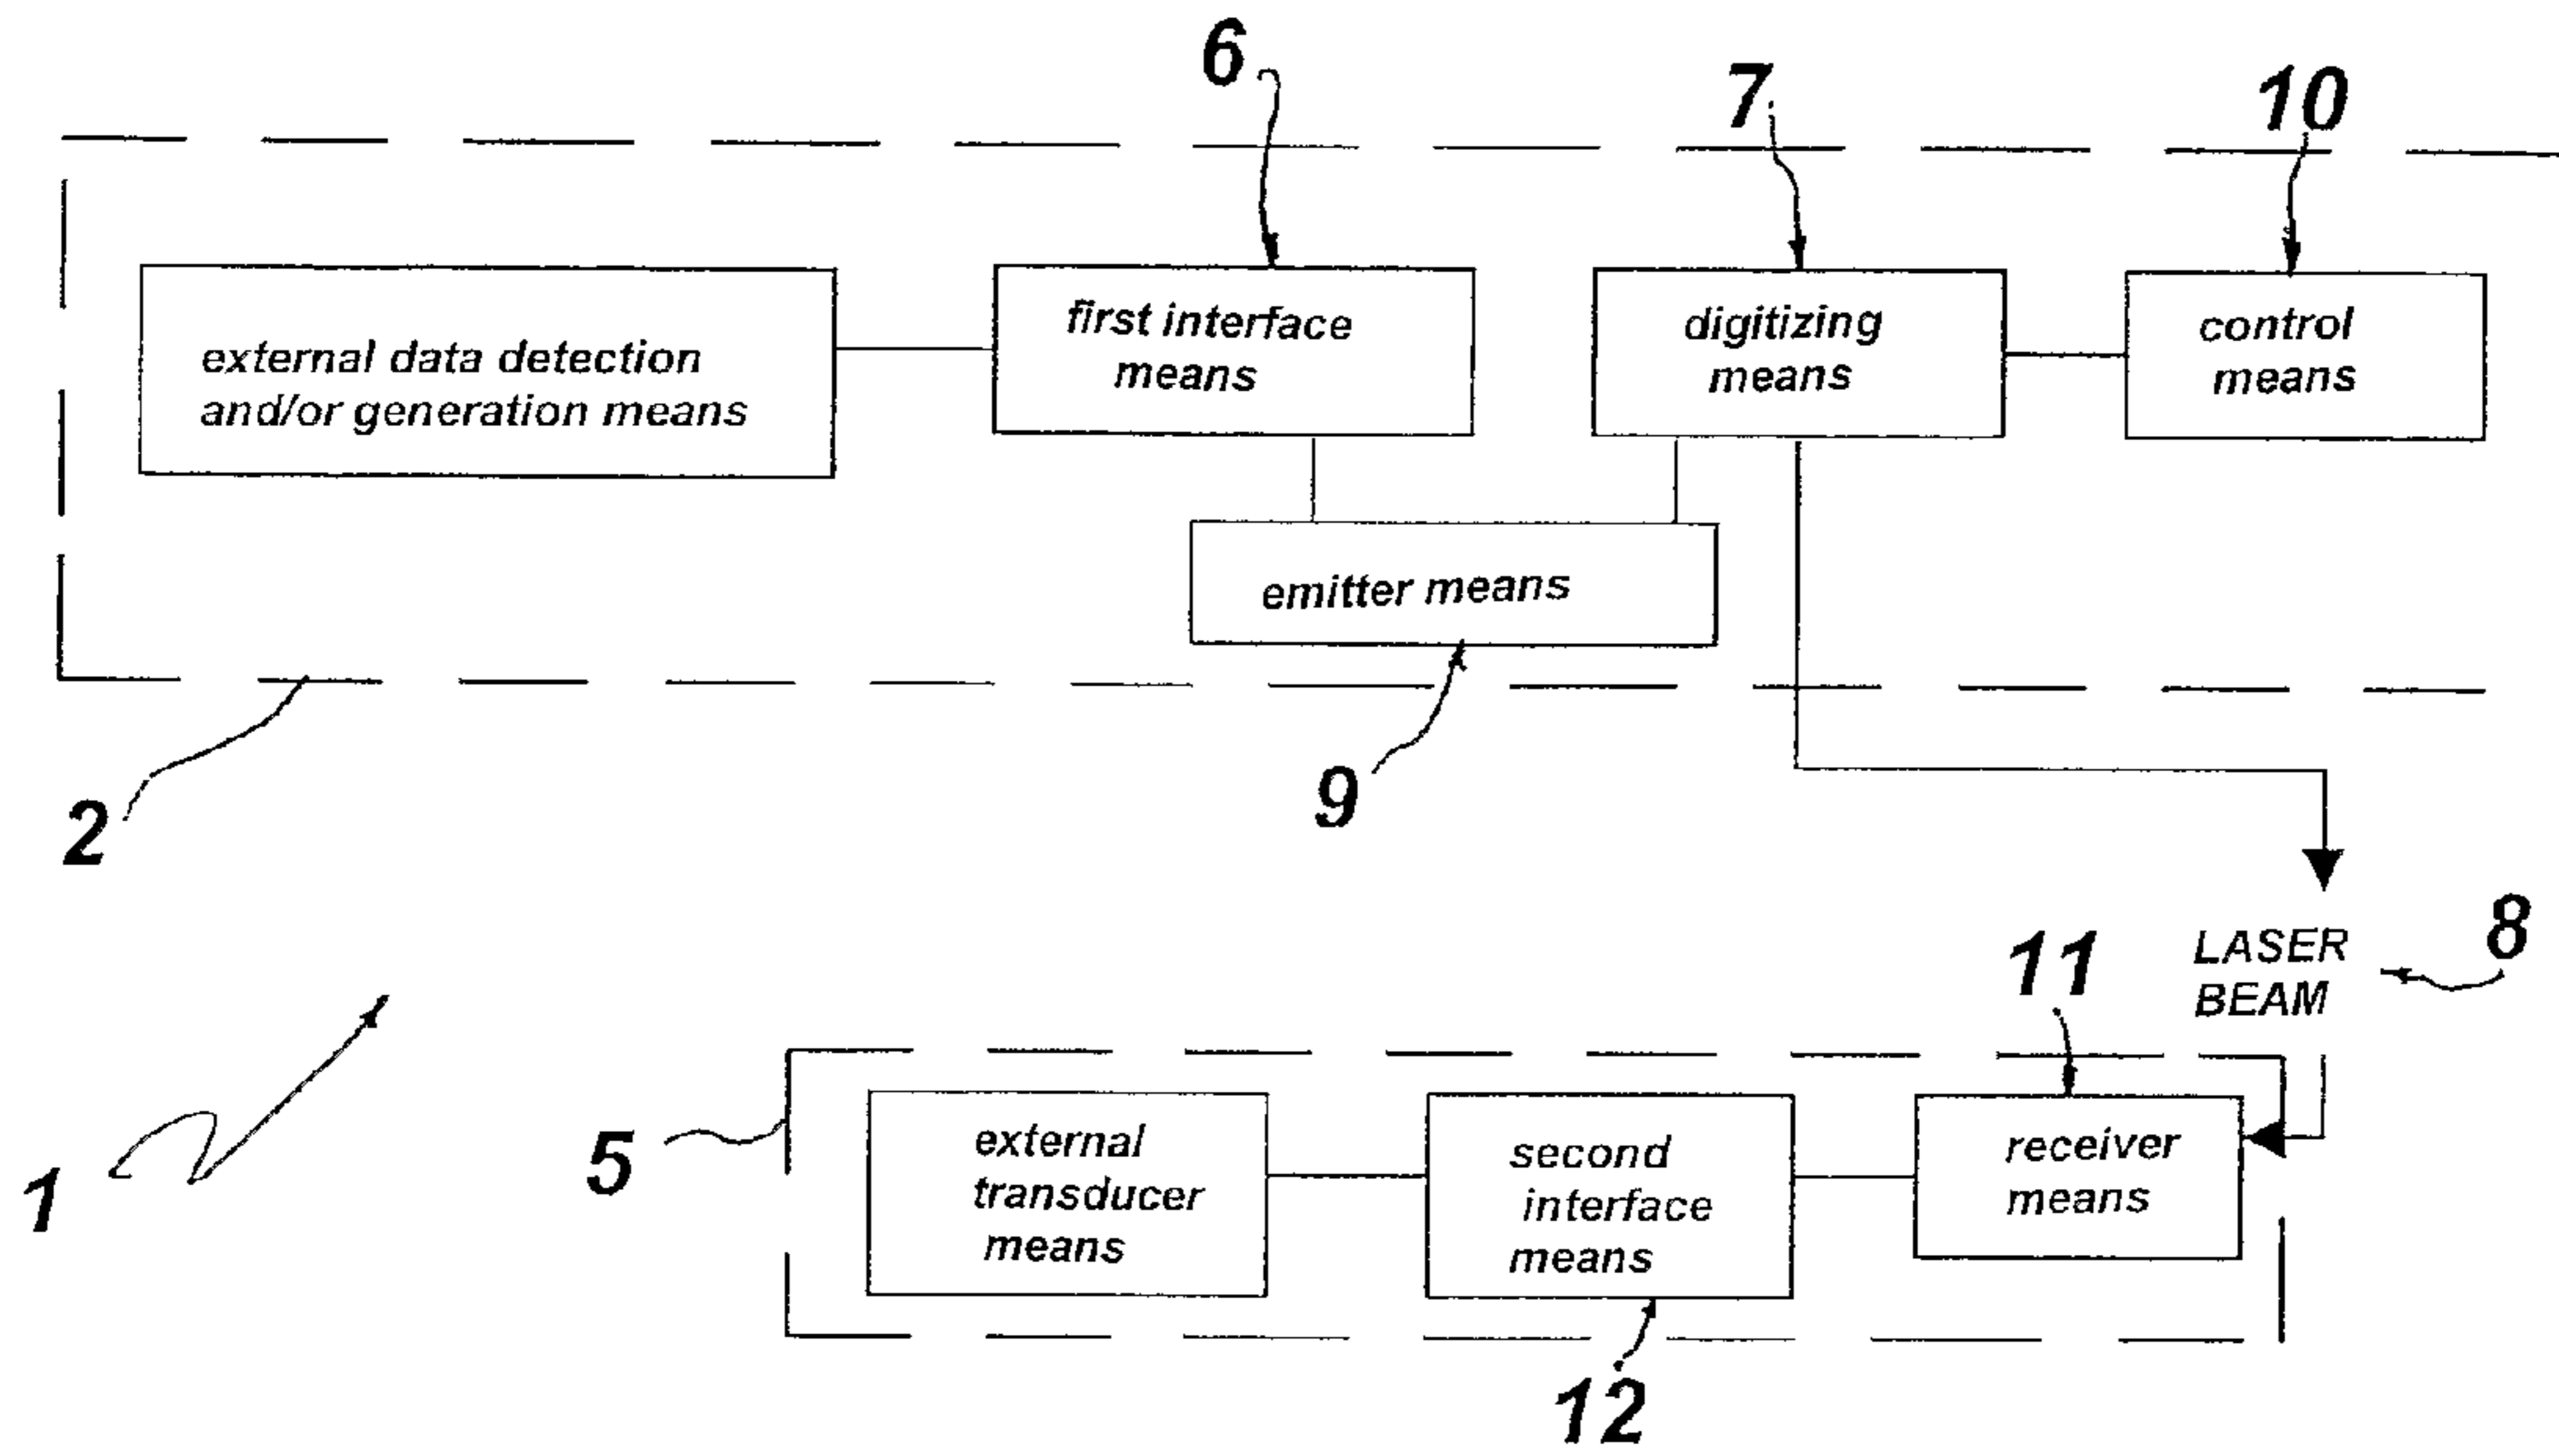 6
7
10
external data detection
and/or generation means
first interface
means
digitizing
means
control
means
emitter means
2
9
8
LASER
BEAM
11
1
5
external
transducer
means
second
interface
means
receiver
means
12